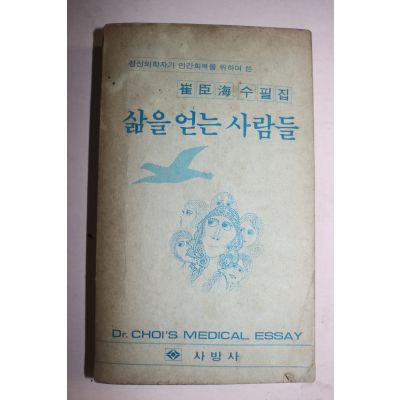 정신의학자가 인간회복을 위하여 쓴
崔臣海 수필집
삶을 얻는 사람들
Dr. CHOI'S MEDICAL ESSAY
사방사